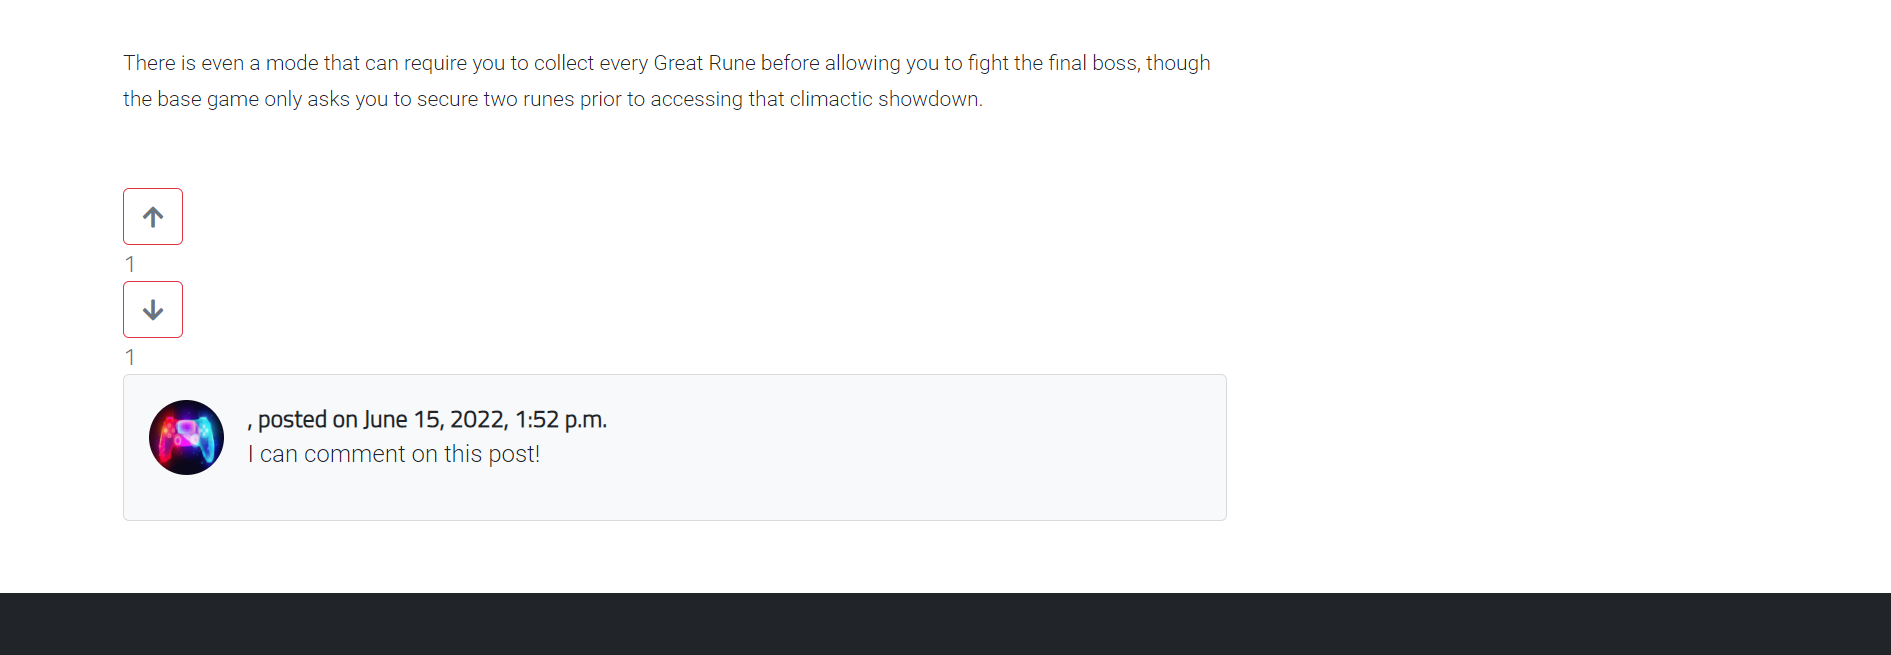 There is even a mode that can require you to collect every Great Rune before allowing you to fight the final boss, though
the base game only asks you to secure two runes prior to accessing that climactic showdown.
1
1
, posted on June 15, 2022, 1:52 p.m.
I can comment on this post!